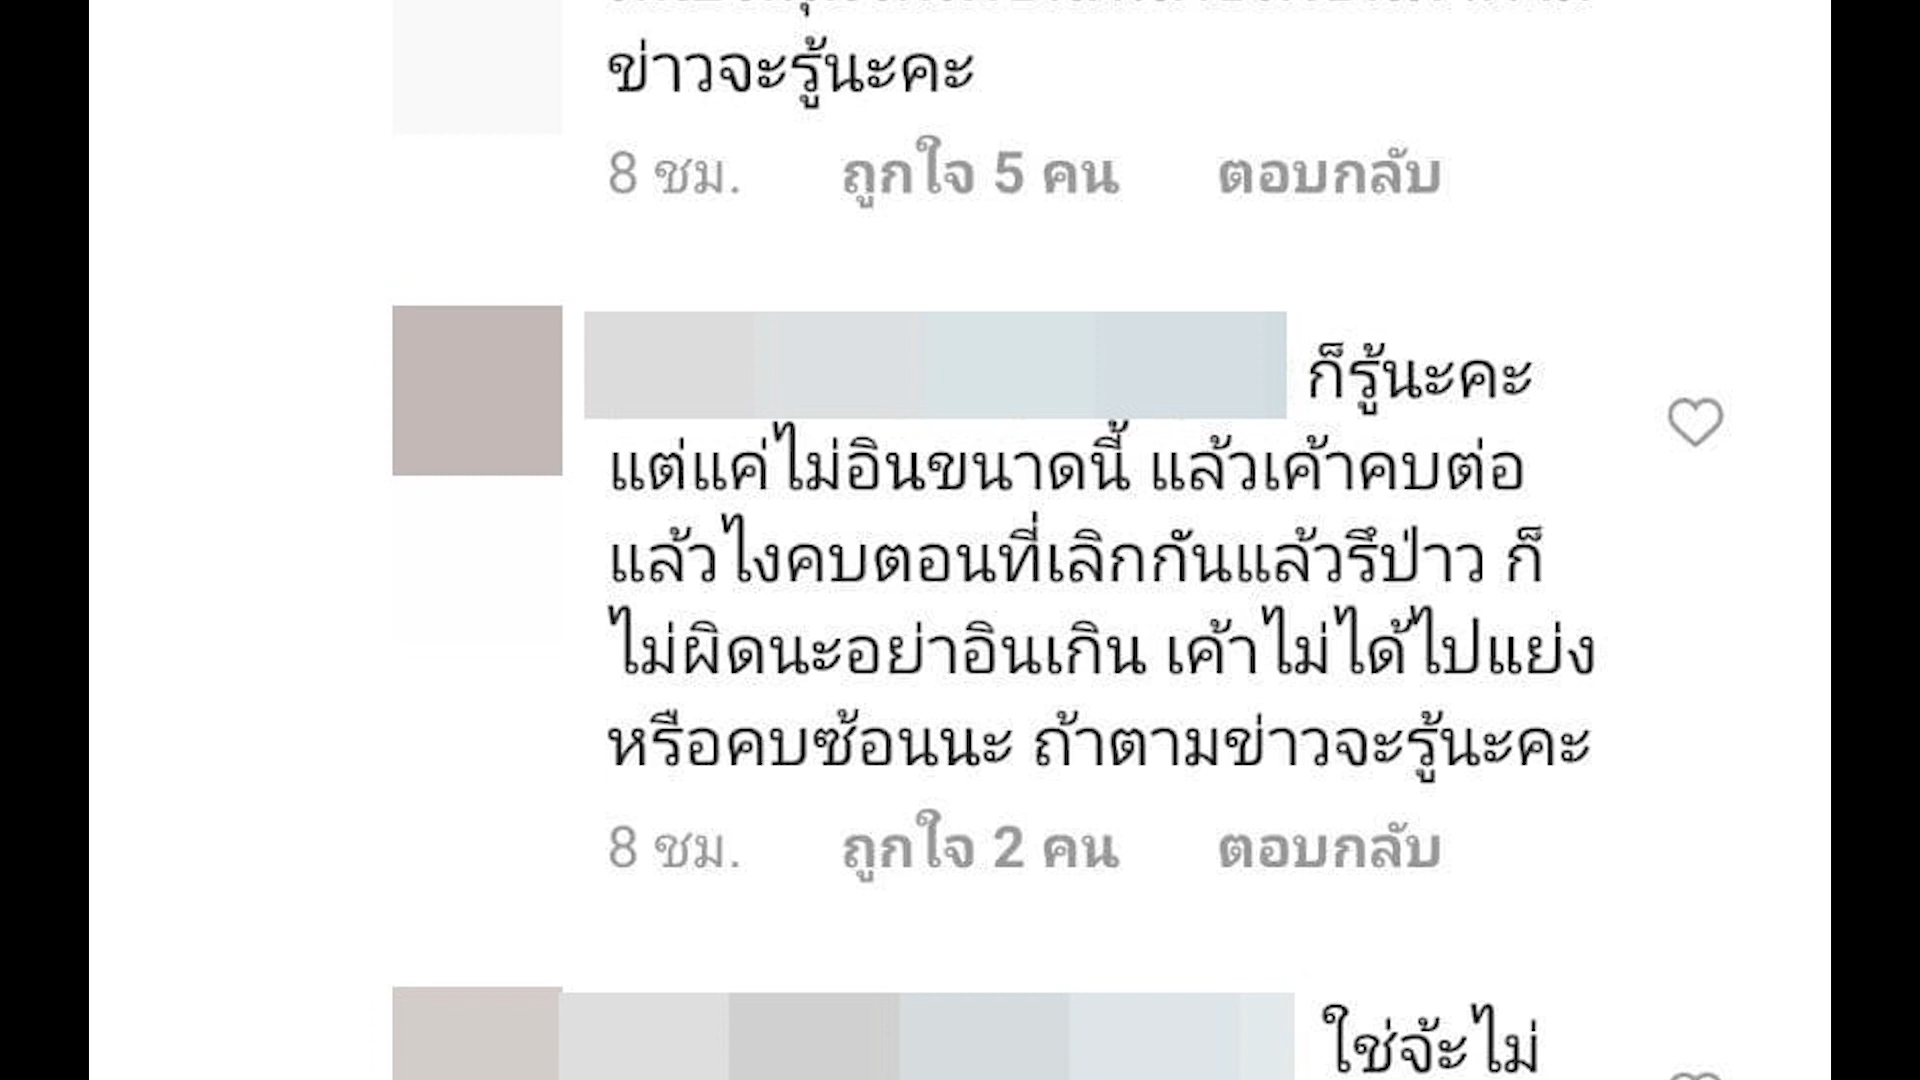 ข่าวจะรู้นะคะ
8 ชม. ถูกใจ 5 คน ตอบกลับ
ก็รู้นะคะ
แต่แค่ไม่อินขนาดนี้ แล้วเค้าคบต่อ
แล้วไงคบตอนที่เลิกกันแล้วรึป่าว ก็
ไม่ผิดนะอย่าอินเกิน เค้าไม่ได้ไปแย่ง
หรือคบซ้อนนะ ถ้าตามข่าวจะรู้นะคะ
8 ชม. ถูกใจ 2 คน ตอบกลับ
ใช่จ้ะไม่